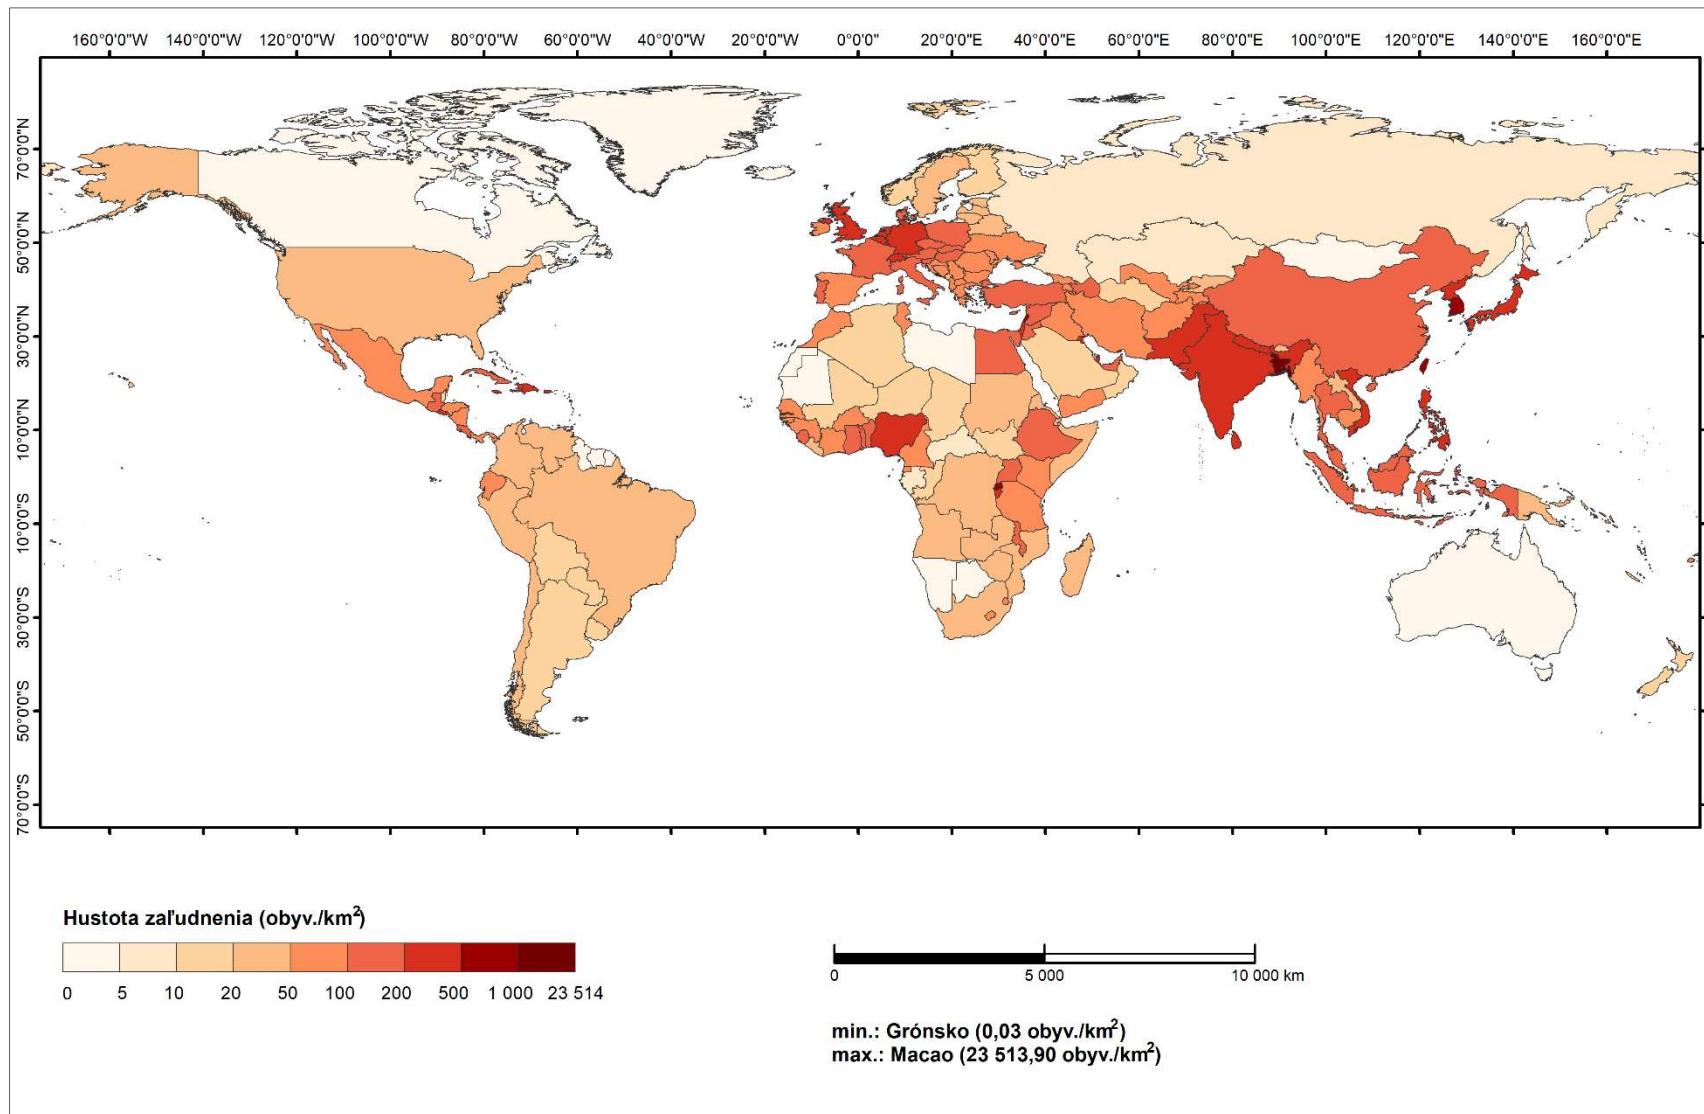 160°0'0"W 140°0'0"W 120°0'0"W 100°0'0"W 80°0'0"W 60°0'0"W 40°0'0"W 20°0'0"W 0°0'0" 20°0'0"E 40°0'0"E 60°0'0"E 80°0'0"E 100°0'0"E 120°0'0"E 140°0'0"E 160°0'0"E
70°0'0"N
50°0'0"N
30°0'0"N
10°0'0"N
10°0'0"S
30°0'0"S
50°0'0"S
70°0'0"S
Hustota zaľudnenia (obyv./km²)
0 5 10 20 50 100 200 500 1 000 23 514
0 5 000 10 000 km
min.: Grónsko (0,03 obyv./km²)
max.: Macao (23 513,90 obyv./km²)